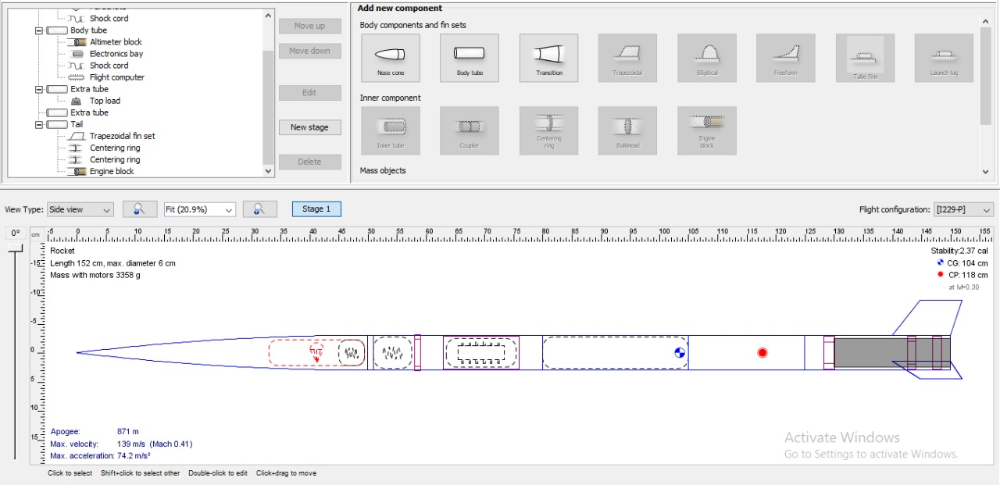 Shock cord
Body tube
Altimeter block
Electronics bay
Shock cord
Flight computer
Extra tube
Top load
Extra tube
Tail
Trapezoidal fin set
Centering ring
Centering ring
Engine block
Move up
Move down
Edit
New stage
Delete
Add new component
Body components and fin sets
Nose cone
Body tube
Transition
Trapezoidal
Elliptical
Freeform
Tube fins
Launch lug
Inner component
Inner tube
Coupler
Centering
ring
Bulkhead
Engine
block
Mass objects
View Type: Side view
Fit (20.9%)
Stage 1
Flight configuration: [I229-P]
0°
cm -5 0 5 10 15 20 25 30 35 40 45 50 55 60 65 70 75 80 85 90 95 100 105 110 115 120 125 130 135 140 145 150 155
-15
-10
-5
0
5
10
15
Rocket
Length 152 cm, max. diameter 6 cm
Mass with motors 3358 g
Stability:2.37 cal
CG: 104 cm
CP: 118 cm
at M=0.30
Apogee: 871 m
Max. velocity: 139 m/s (Mach 0.41)
Max. acceleration: 74.2 m/s²
Activate Windows
Go to Settings to activate Windows.
Click to select Shift+click to select other Double-click to edit Click+drag to move